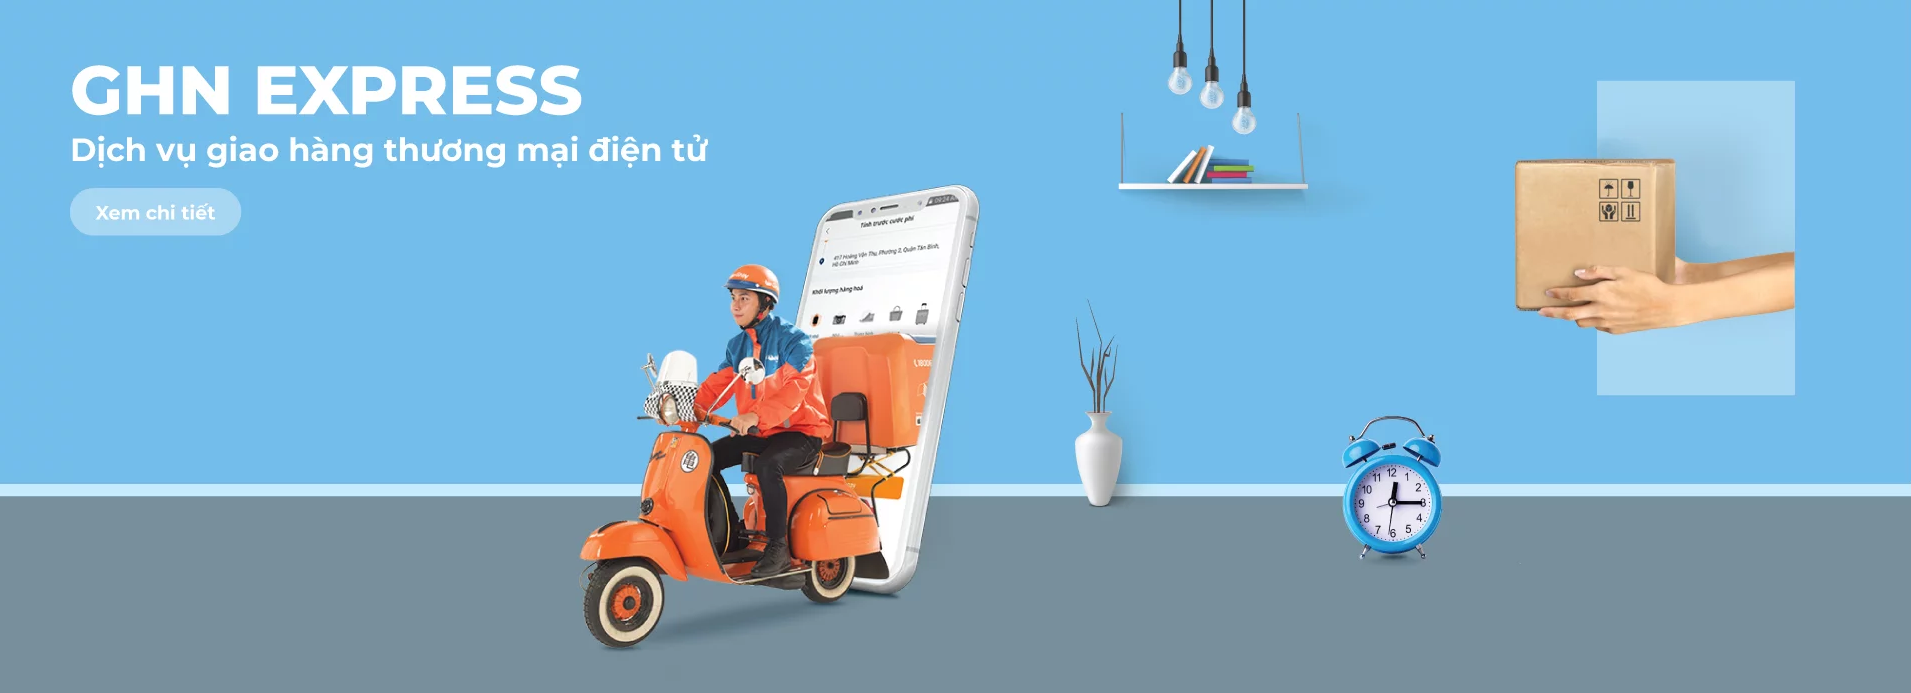 GHN EXPRESS
Dịch vụ giao hàng thương mại điện tử
Xem chi tiết
Tính trước cước phí
417 Hoàng Văn Thụ, Phường 2, Quận Tân Bình,
Hồ Chí Minh
Khối lượng hàng hoá
12
11 1
10 2
9 3
8 4
7 5
6